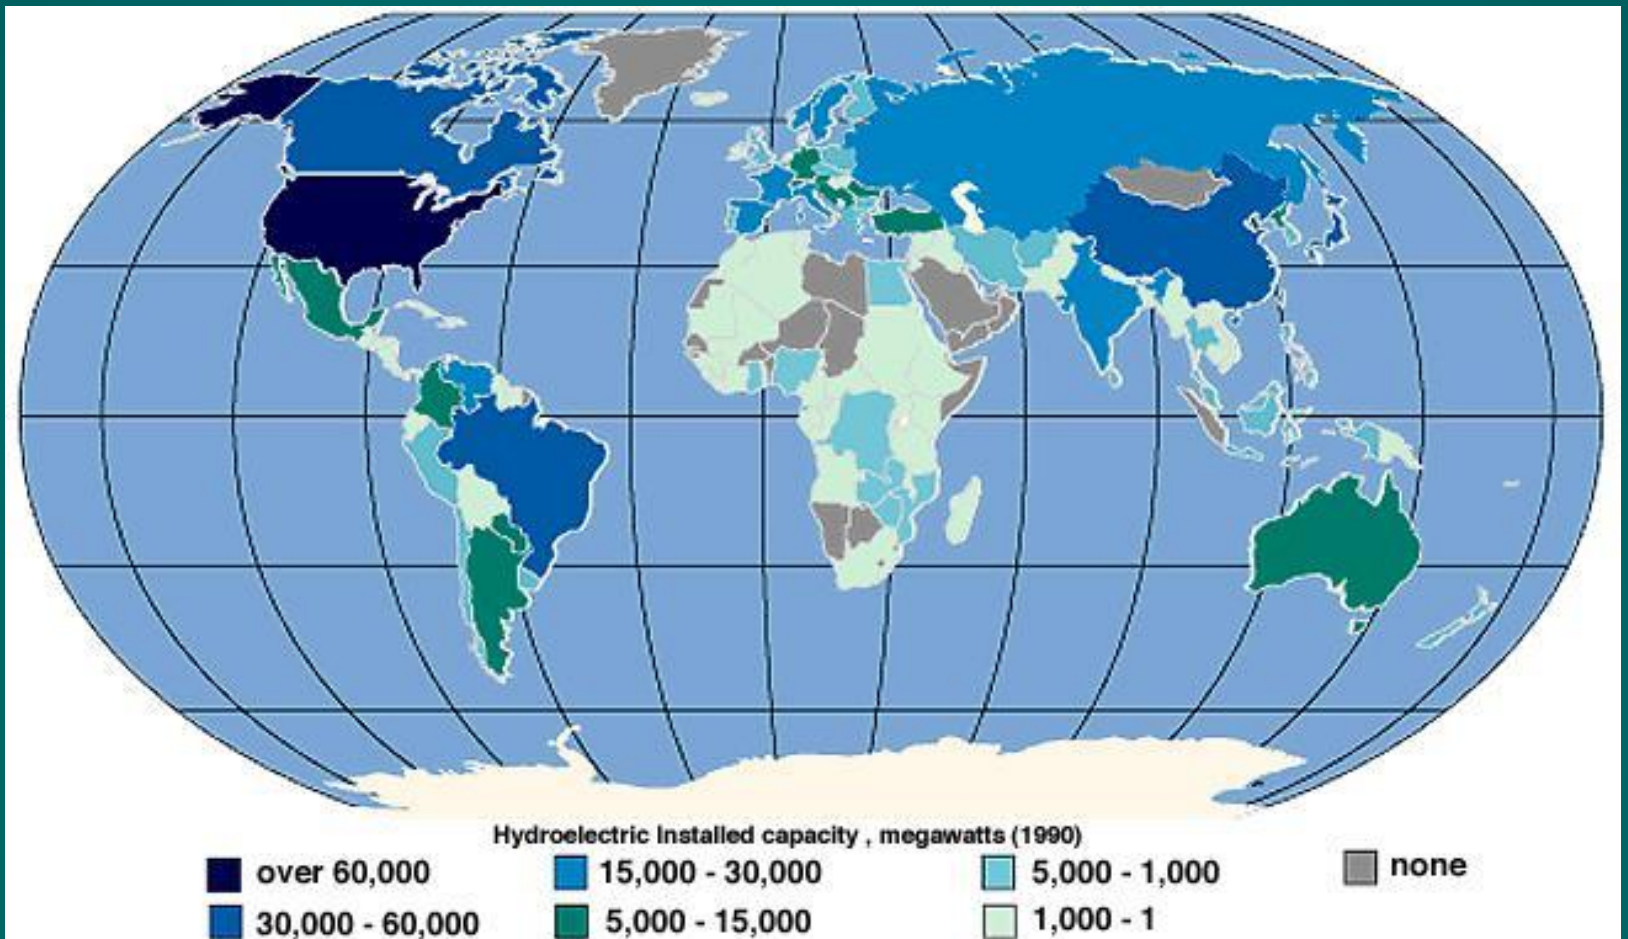 Hydroelectric Installed capacity , megawatts (1990)
over 60,000
15,000 - 30,000
5,000 - 1,000
none
30,000 - 60,000
5,000 - 15,000
1,000 - 1